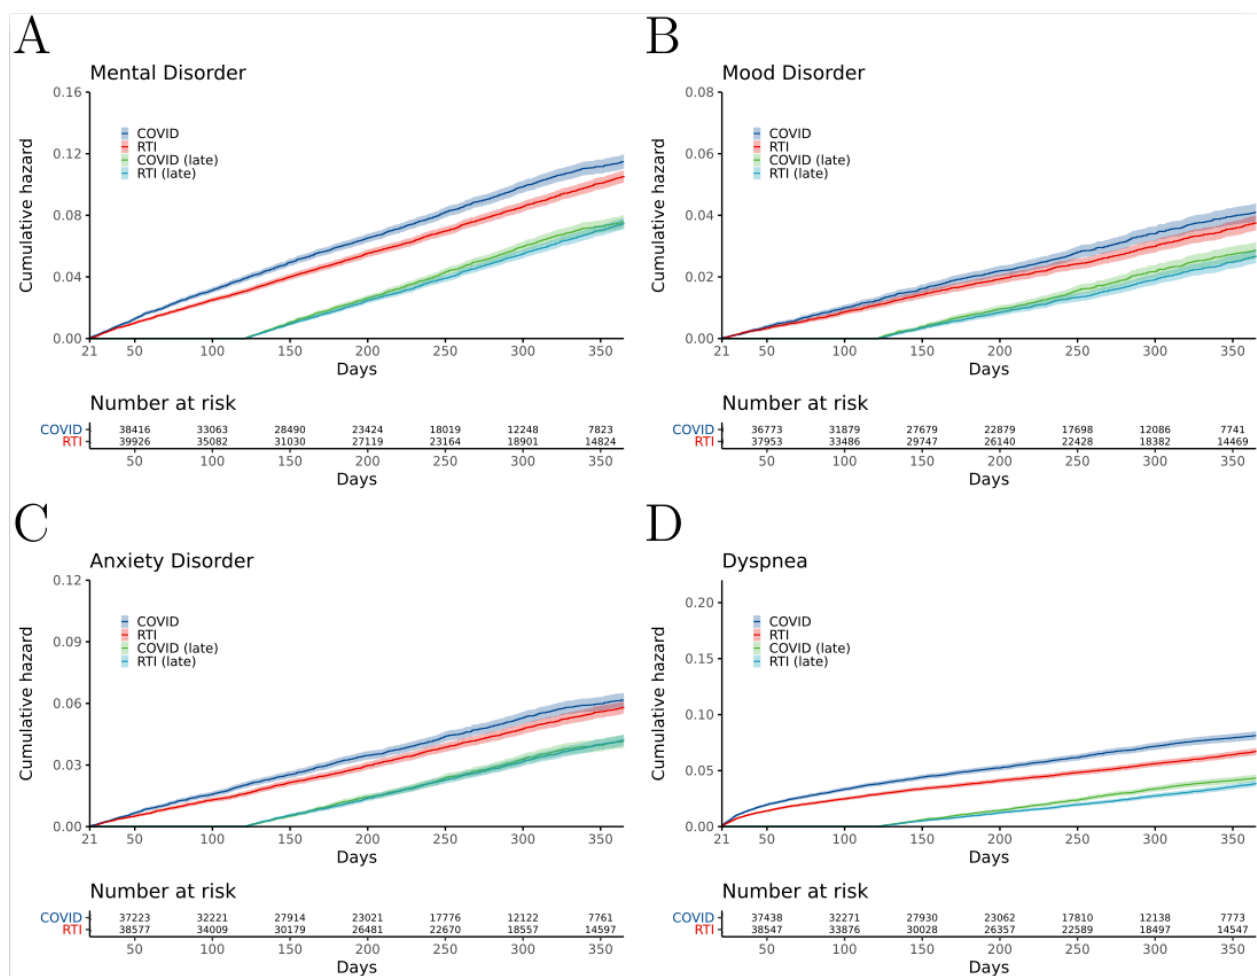 A
Mental Disorder
0.16
0.12
0.08
0.04
0.00
Cumulative hazard
COVID
RTI
COVID (late)
RTI (late)
21 50 100 150 200 250 300 350
Days
Number at risk
COVID 38416 33063 28490 23424 18019 12248 7823
RTI 39926 35082 31030 27119 23164 18901 14824
50 100 150 200 250 300 350
Days
B
Mood Disorder
0.08
0.06
0.04
0.02
0.00
Cumulative hazard
COVID
RTI
COVID (late)
RTI (late)
21 50 100 150 200 250 300 350
Days
Number at risk
COVID 36773 31879 27679 22879 17698 12086 7741
RTI 37953 33486 29747 26140 22428 18382 14469
50 100 150 200 250 300 350
Days
C
Anxiety Disorder
0.12
0.09
0.06
0.03
0.00
Cumulative hazard
COVID
RTI
COVID (late)
RTI (late)
21 50 100 150 200 250 300 350
Days
Number at risk
COVID 37223 32221 27914 23021 17776 12122 7761
RTI 38577 34009 30179 26481 22670 18557 14597
50 100 150 200 250 300 350
Days
D
Dyspnea
0.20
0.15
0.10
0.05
0.00
Cumulative hazard
COVID
RTI
COVID (late)
RTI (late)
21 50 100 150 200 250 300 350
Days
Number at risk
COVID 37438 32271 27930 23062 17810 12138 7773
RTI 38547 33876 30028 26357 22589 18497 14547
50 100 150 200 250 300 350
Days